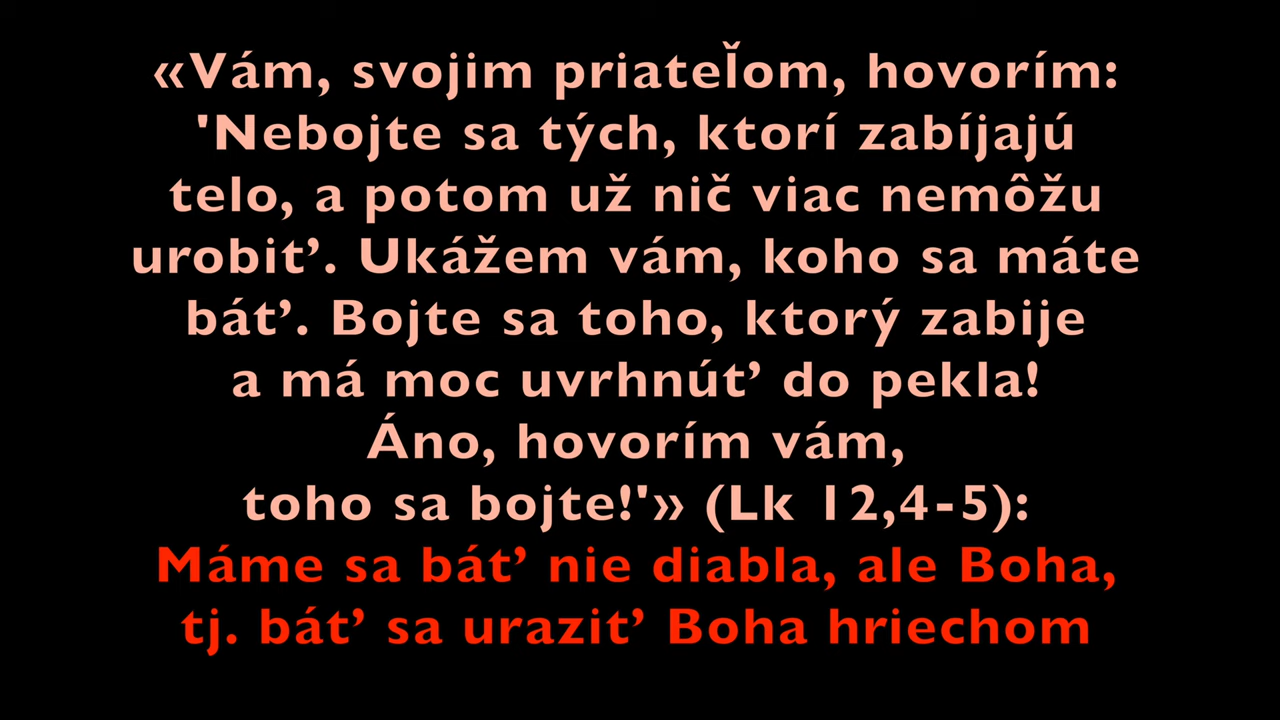 «Vám, svojim priateľom, hovorím:
'Nebojte sa tých, ktorí zabíjajú
telo, a potom už nič viac nemôžu
urobiť. Ukážem vám, koho sa máte
báť. Bojte sa toho, ktorý zabije
a má moc uvrhnúť do pekla!
Áno, hovorím vám,
toho sa bojte!'» (Lk 12,4-5):
Máme sa báť nie diabla, ale Boha,
tj. báť sa uraziť Boha hriechom